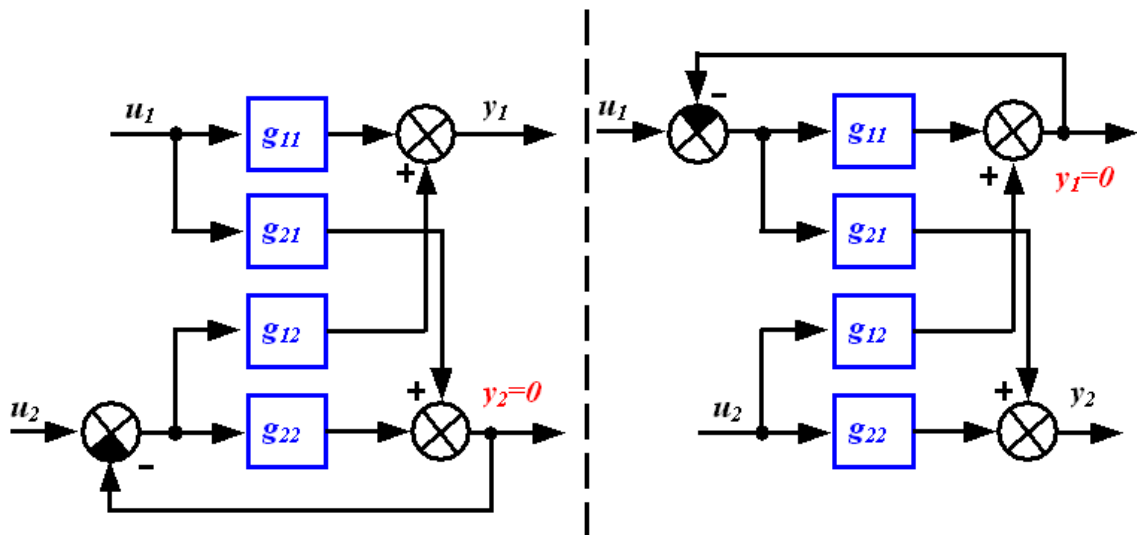 u1 g11 y1
+
g21
g12
u2 + y2=0
g22
-
-
u1 g11
+ y1=0
g21
g12
+ y2
u2 g22